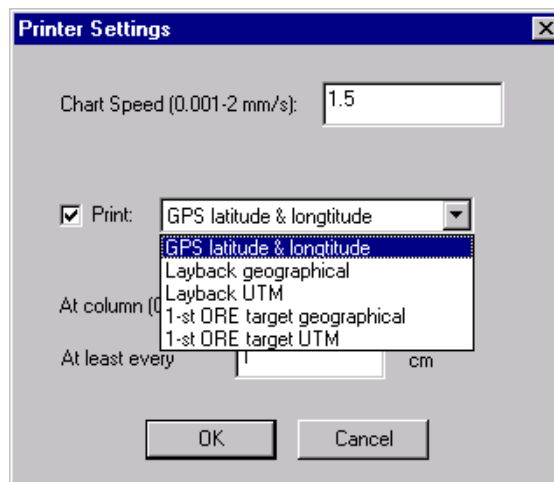 Printer Settings
Chart Speed (0.001-2 mm/s): 1.5
Print: GPS latitude & longtitude
GPS latitude & longtitude
Layback geographical
Layback UTM
At column (0
1-st ORE target geographical
1-st ORE target UTM
At least every 1 cm
OK Cancel